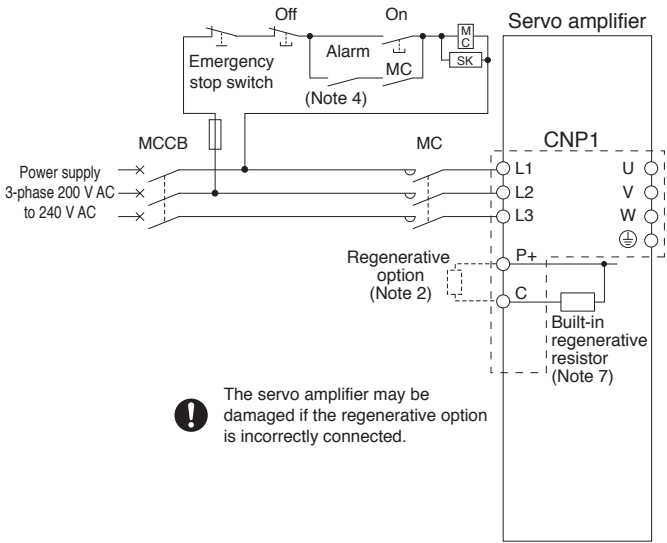 Off
On
Servo amplifier
M
C
SK
Emergency
stop switch
Alarm
MC
(Note 4)
MCCB
MC
CNP1
Power supply
3-phase 200 V AC
to 240 V AC
L1
L2
L3
U
V
W
Regenerative
option
(Note 2)
P+
C
Built-in
regenerative
resistor
(Note 7)
The servo amplifier may be
damaged if the regenerative option
is incorrectly connected.